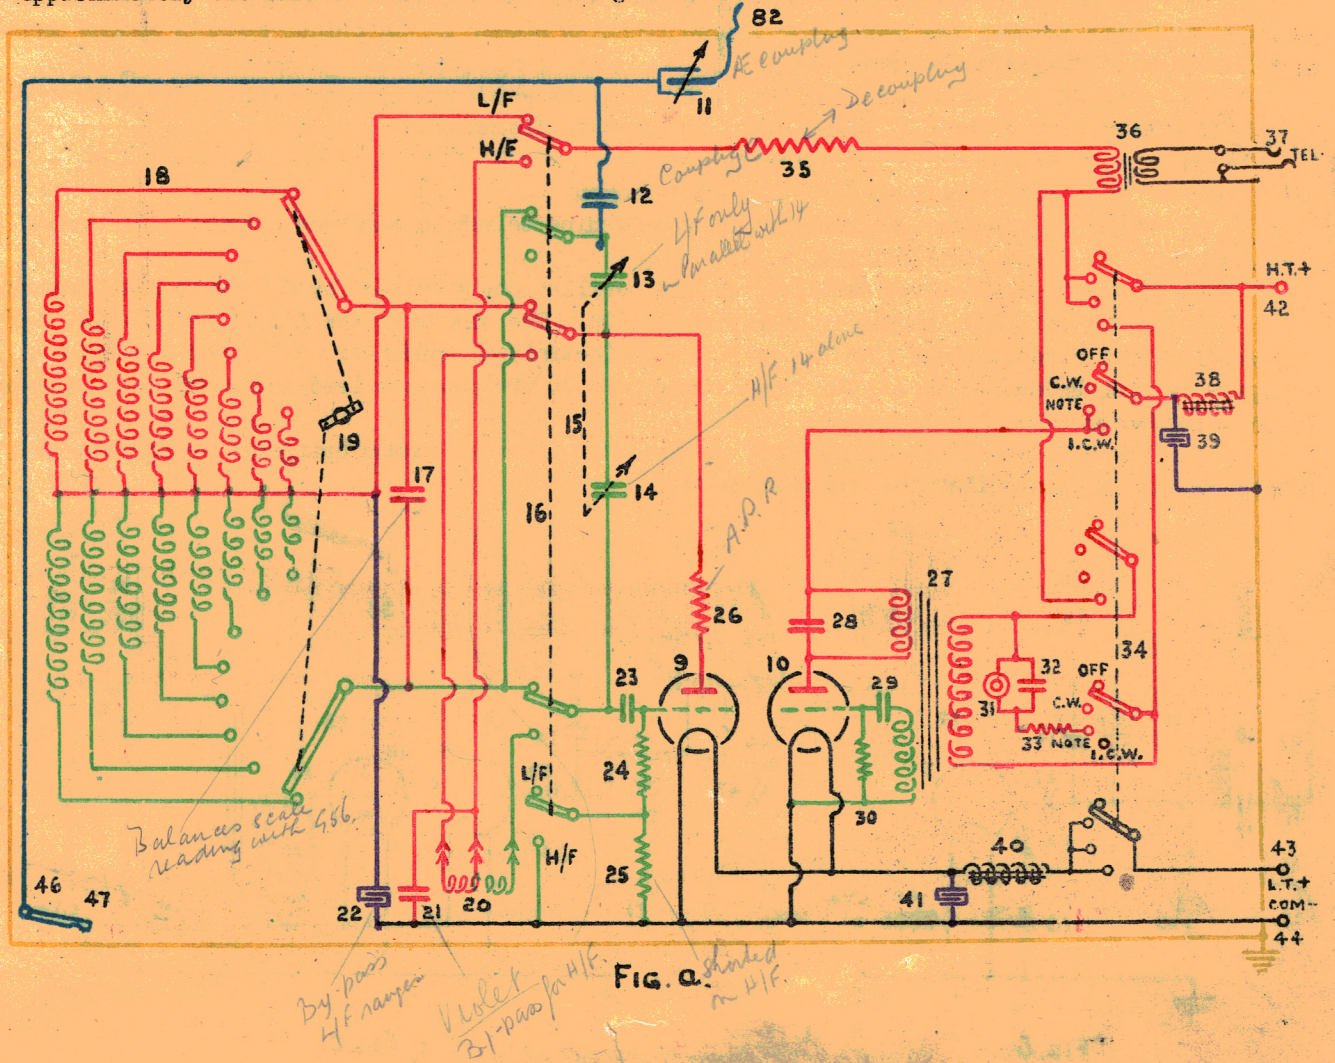 82
Æ coupling.
11
L/F
H/F
Decoupling
Coupling
35
36
37
TEL.
18
12
L/F only
in Parallel with 14
13
H.T.+
42
OFF
C.W.
NOTE
I.C.W.
38
39
H/F. 14 alone
15
19
17
14
16
A.D.R
26
27
28
9
10
23
29
32
31
34
OFF
C.W.
33 NOTE
I.C.W.
24
L/F
30
H/F
25
40
43
L.T.+
COM-
44
Balances scale
reading with G56.
46
47
22
21
20
41
FIG. a.
By-pass
L/F ranges
Violet
By-pass for H/F.
Shorted
on H/F.